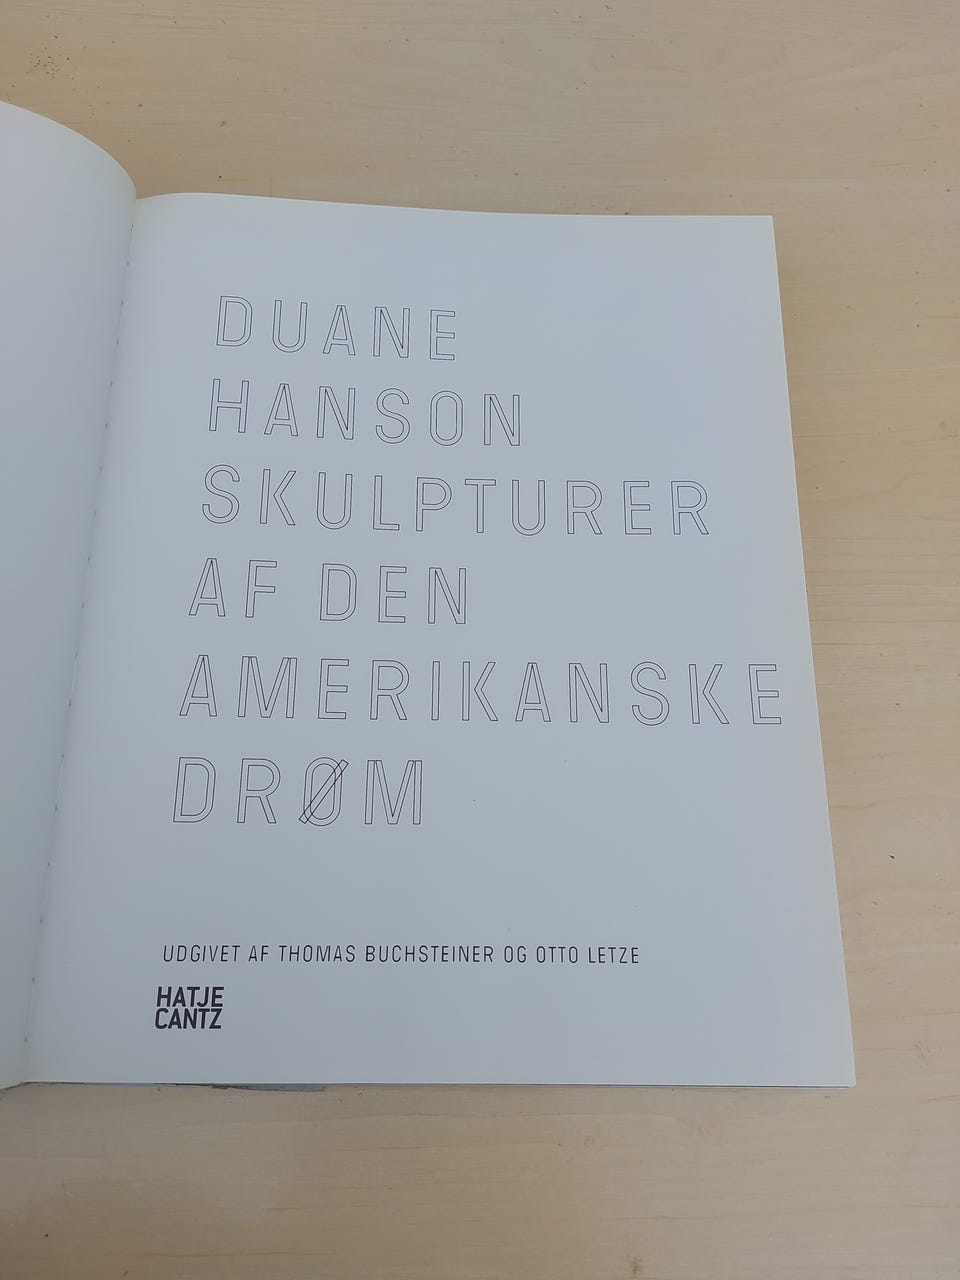 DUANE
HANSON
SKULPTURER
AF DEN
AMERIKANSKE
DRØM
UDGIVET AF THOMAS BUCHSTEINER OG OTTO LETZE
HATJE
CANTZ